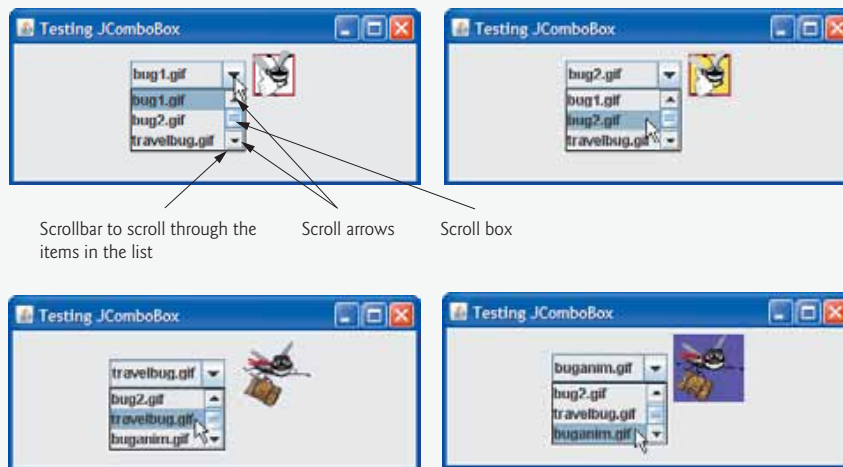 Testing JComboBox
bug1.gif
bug1.gif
bug2.gif
travelbug.gif
Testing JComboBox
bug2.gif
bug1.gif
bug2.gif
travelbug.gif
Scrollbar to scroll through the
items in the list
Scroll arrows
Scroll box
Testing JComboBox
travelbug.gif
bug2.gif
travelbug.gif
buganim.gif
Testing JComboBox
buganim.gif
bug2.gif
travelbug.gif
buganim.gif